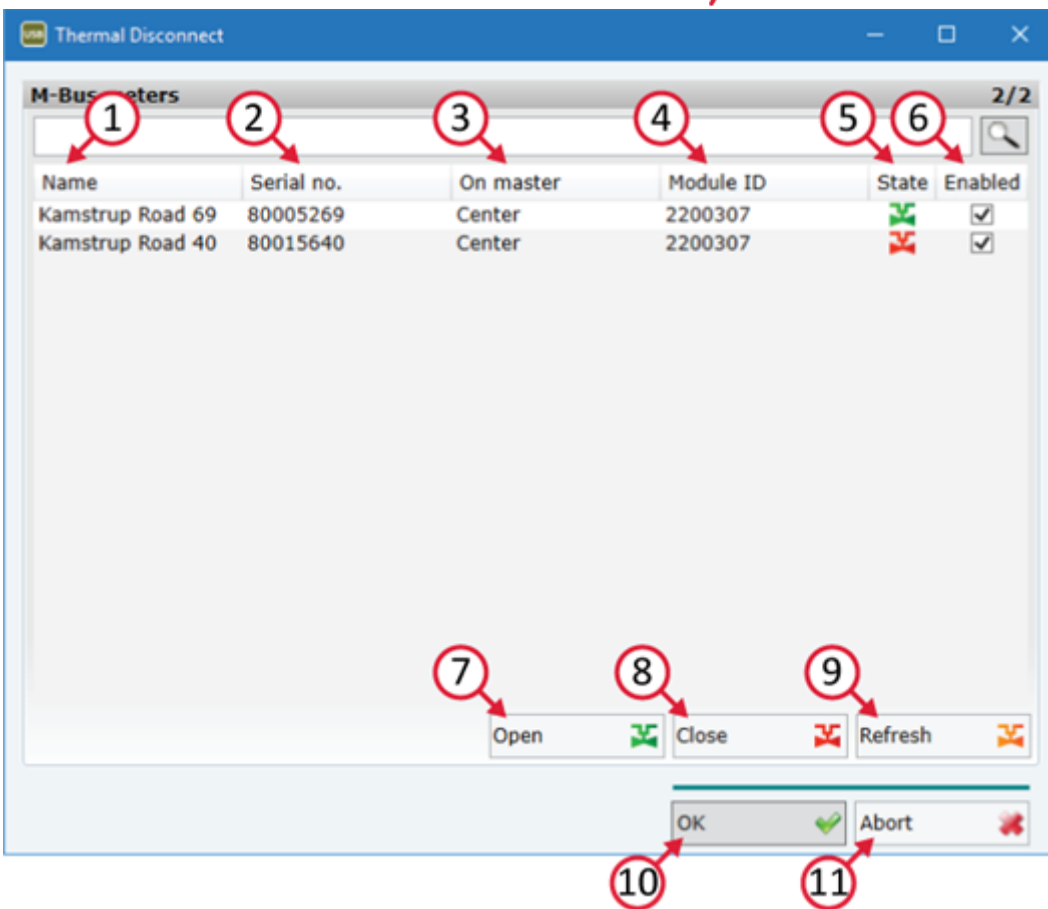 USB Thermal Disconnect
M-Bus meters 2/2
1 2 3 4 5 6
Name Serial no. On master Module ID State Enabled
Kamstrup Road 69 80005269 Center 2200307
Kamstrup Road 40 80015640 Center 2200307
7 8 9
Open Close Refresh
OK Abort
10 11